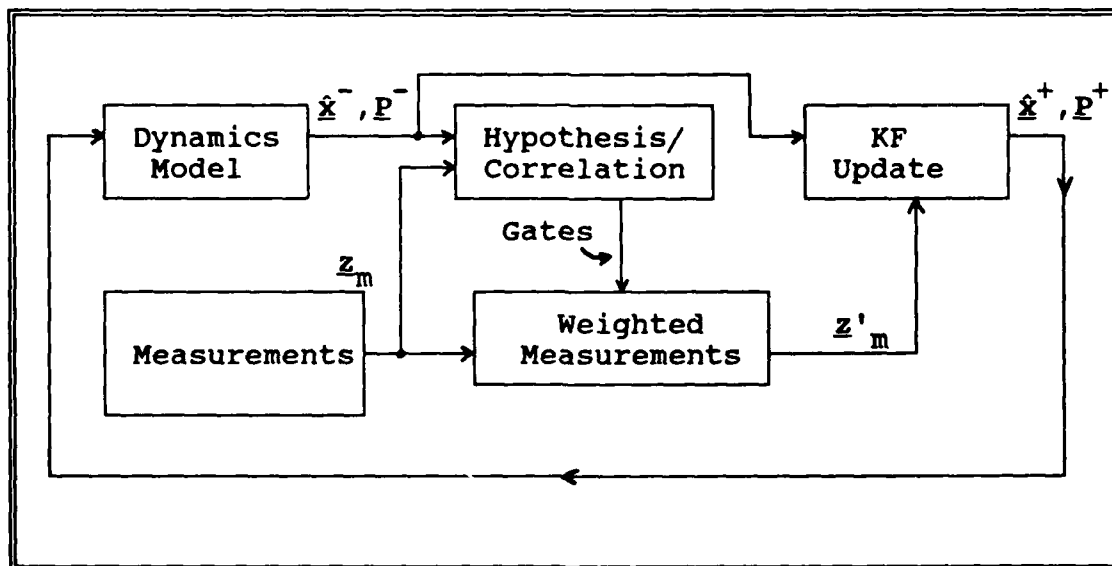 x̂⁻, P⁻
x̂⁺, P⁺
Dynamics
Model
Hypothesis/
Correlation
KF
Update
Gates
z_m
Measurements
Weighted
Measurements
z'_m